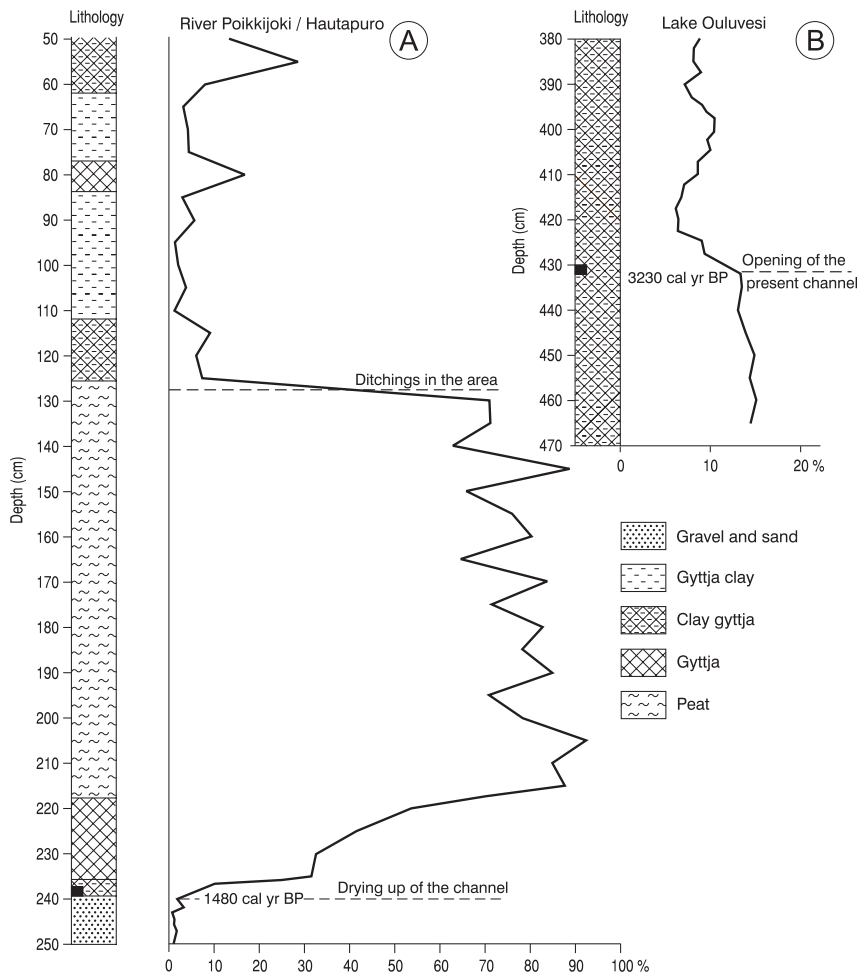 Lithology
River Poikkijoki / Hautapuro
A
Lithology
Lake Ouluvesi
B
50
60
70
80
90
100
110
120
130
140
150
160
170
180
190
200
210
220
230
240
250
Depth (cm)
380
390
400
410
420
430
440
450
460
470
Depth (cm)
Opening of the
3230 cal yr BP
present channel
0
10
20 %
Ditchings in the area
Gravel and sand
Gyttja clay
Clay gyttja
Gyttja
Peat
Drying up of the channel
1480 cal yr BP
0
10
20
30
40
50
60
70
80
90
100 %